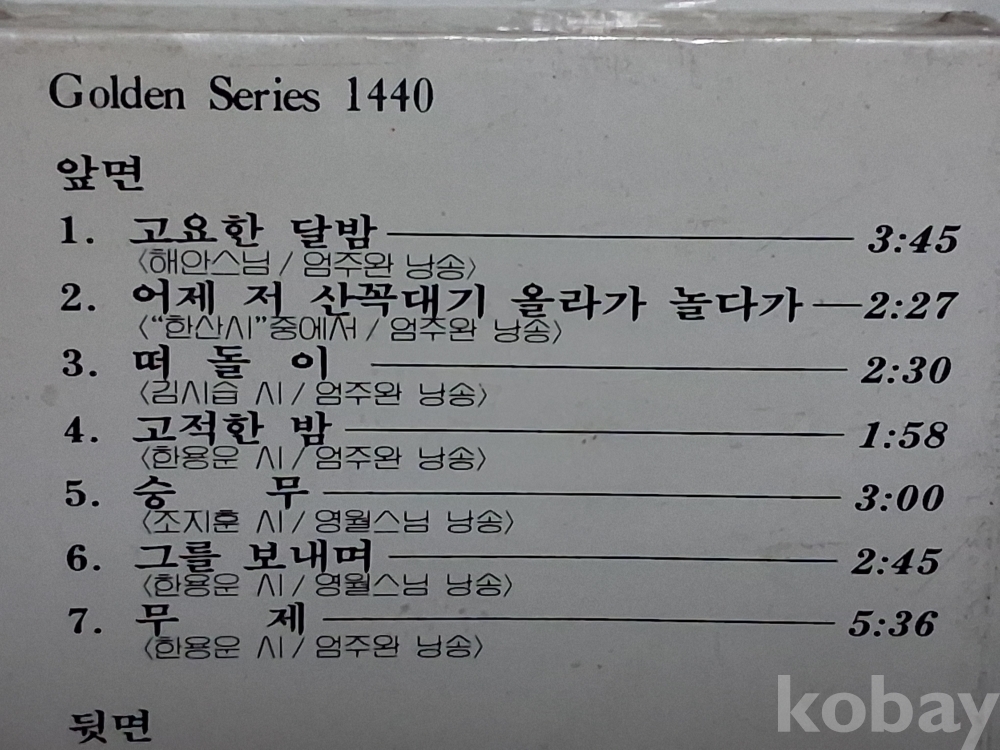 Golden Series 1440
앞면
1. 고요한 달밤 3:45
〈해안스님 / 엄주완 낭송〉
2. 어제 저 산꼭대기 올라가 놀다가 2:27
〈“한산시”중에서 / 엄주완 낭송〉
3. 떠 돌 이 2:30
〈김시습 시 / 엄주완 낭송〉
4. 고적한 밤 1:58
〈한용운 시 / 엄주완 낭송〉
5. 승 무 3:00
〈조지훈 시 / 영월스님 낭송〉
6. 그를 보내며 2:45
〈한용운 시 / 영월스님 낭송〉
7. 무 제 5:36
〈한용운 시 / 엄주완 낭송〉
뒷면
kobay